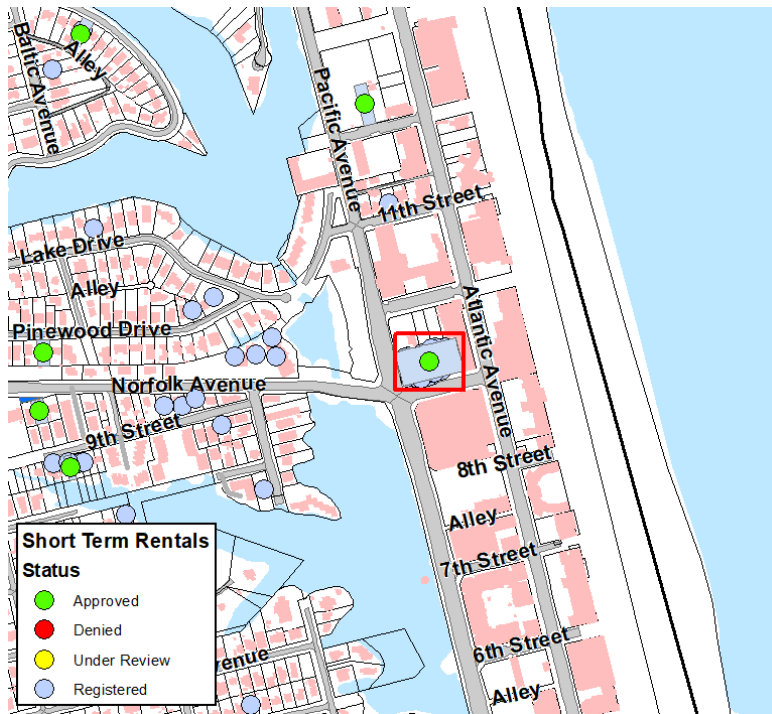 Baltic Avenue
Alley
Pacific Avenue
11th Street
Lake Drive
Alley
Atlantic Avenue
Pinewood Drive
Norfolk Avenue
9th Street
8th Street
Alley
7th Street
6th Street
Alley
venue
Short Term Rentals
Status
Approved
Denied
Under Review
Registered